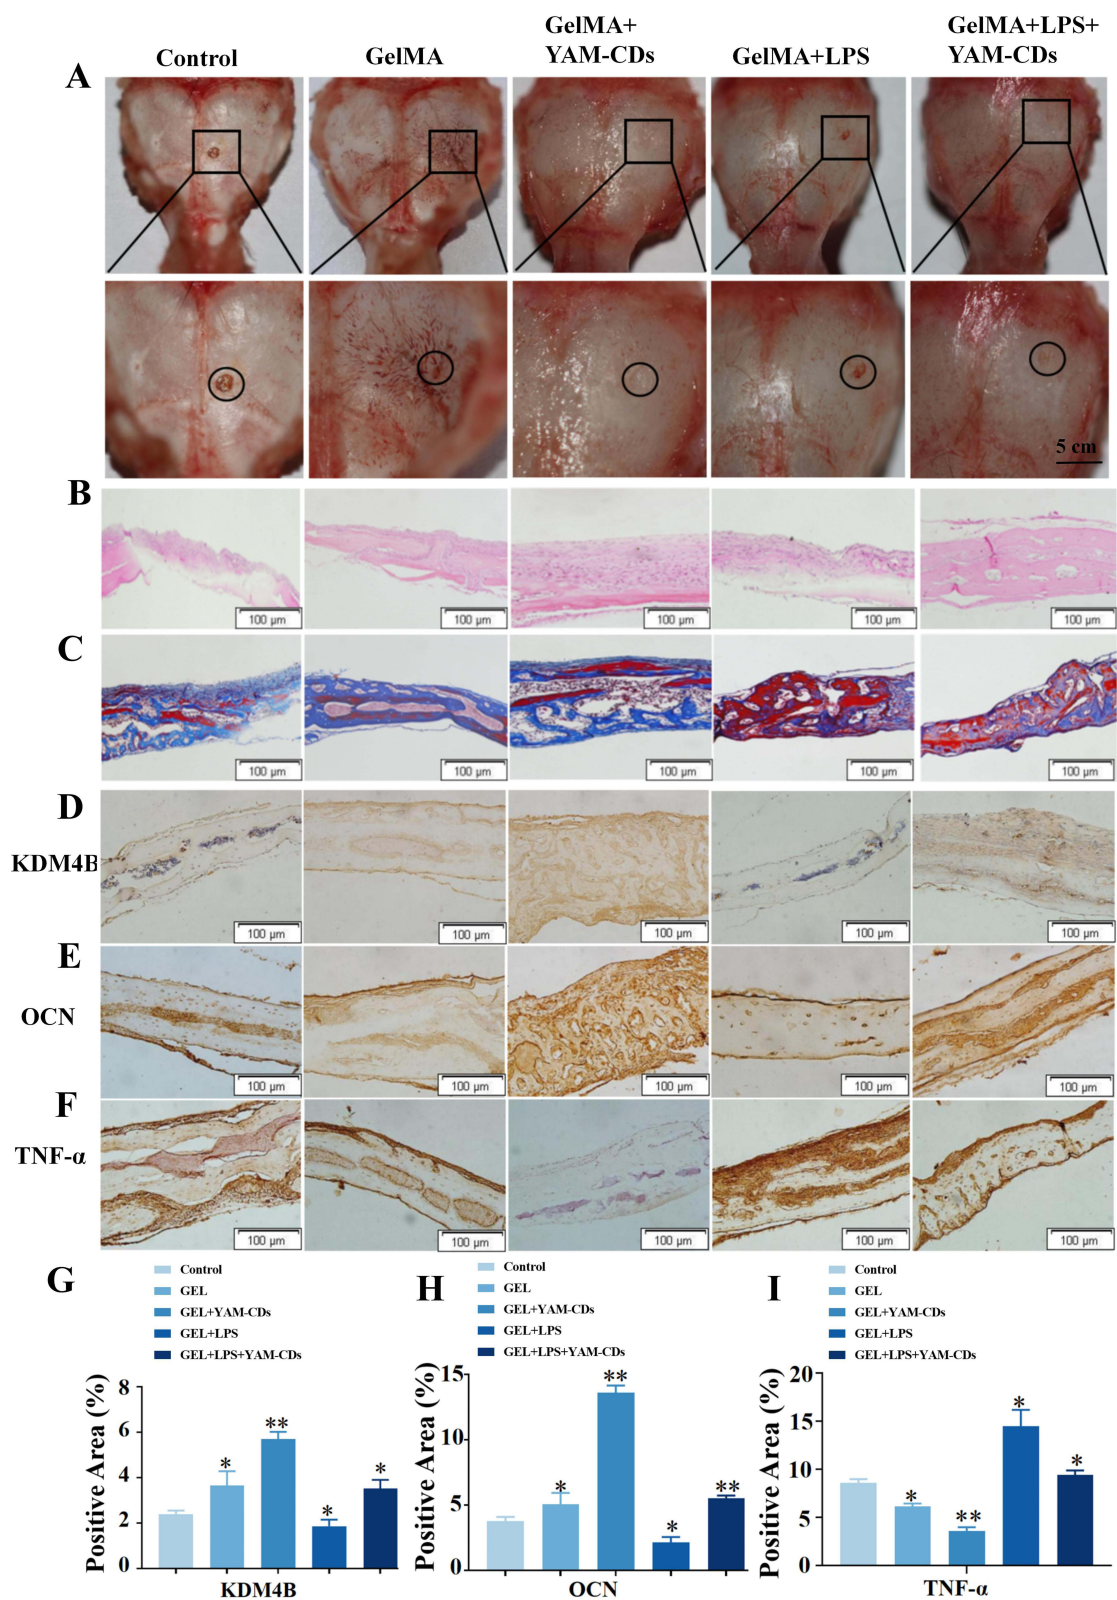 Control
GelMA
GelMA+
YAM-CDs
GelMA+LPS
GelMA+LPS+
YAM-CDs
A
5 cm
B
100 μm
100 μm
100 μm
100 μm
100 μm
C
100 μm
100 μm
100 μm
100 μm
100 μm
D
KDM4B
100 μm
100 μm
100 μm
100 μm
100 μm
E
OCN
100 μm
100 μm
100 μm
100 μm
100 μm
F
TNF-α
100 μm
100 μm
100 μm
100 μm
100 μm
G
Control
GEL
GEL+YAM-CDs
GEL+LPS
GEL+LPS+YAM-CDs
Positive Area (%)
8
6
4
2
0
*
**
*
*
KDM4B
H
Control
GEL
GEL+YAM-CDs
GEL+LPS
GEL+LPS+YAM-CDs
Positive Area (%)
15
10
5
0
*
**
*
**
OCN
I
Control
GEL
GEL+YAM-CDs
GEL+LPS
GEL+LPS+YAM-CDs
Positive Area (%)
20
15
10
5
0
*
**
*
*
TNF-α